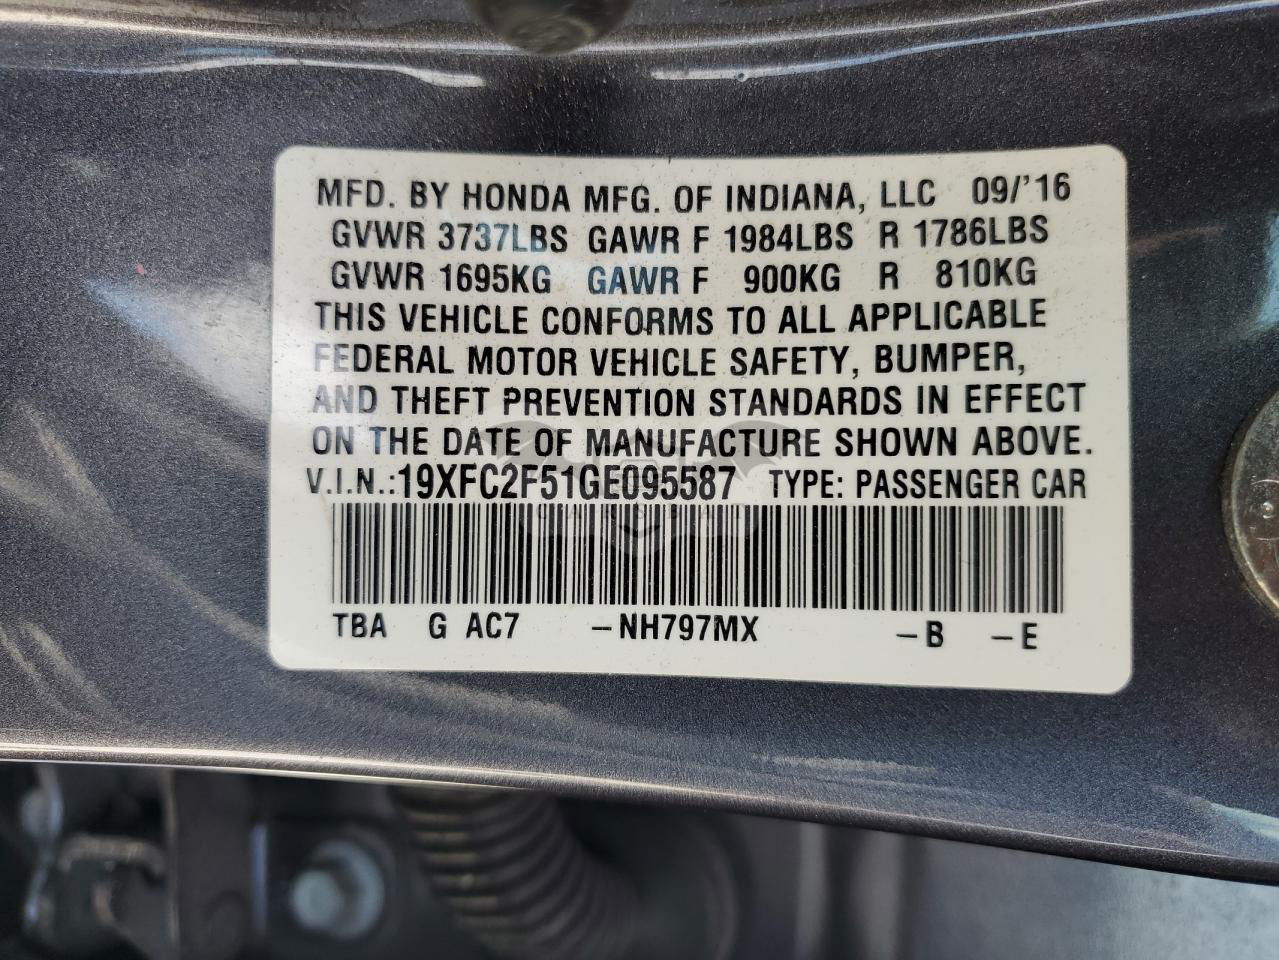 MFD. BY HONDA MFG. OF INDIANA, LLC 09/'16
GVWR 3737LBS GAWR F 1984LBS R 1786LBS
GVWR 1695KG GAWR F 900KG R 810KG
THIS VEHICLE CONFORMS TO ALL APPLICABLE
FEDERAL MOTOR VEHICLE SAFETY, BUMPER,
AND THEFT PREVENTION STANDARDS IN EFFECT
ON THE DATE OF MANUFACTURE SHOWN ABOVE.
V.I.N.:19XFC2F51GE095587 TYPE: PASSENGER CAR
TBA G AC7 -NH797MX -B -E